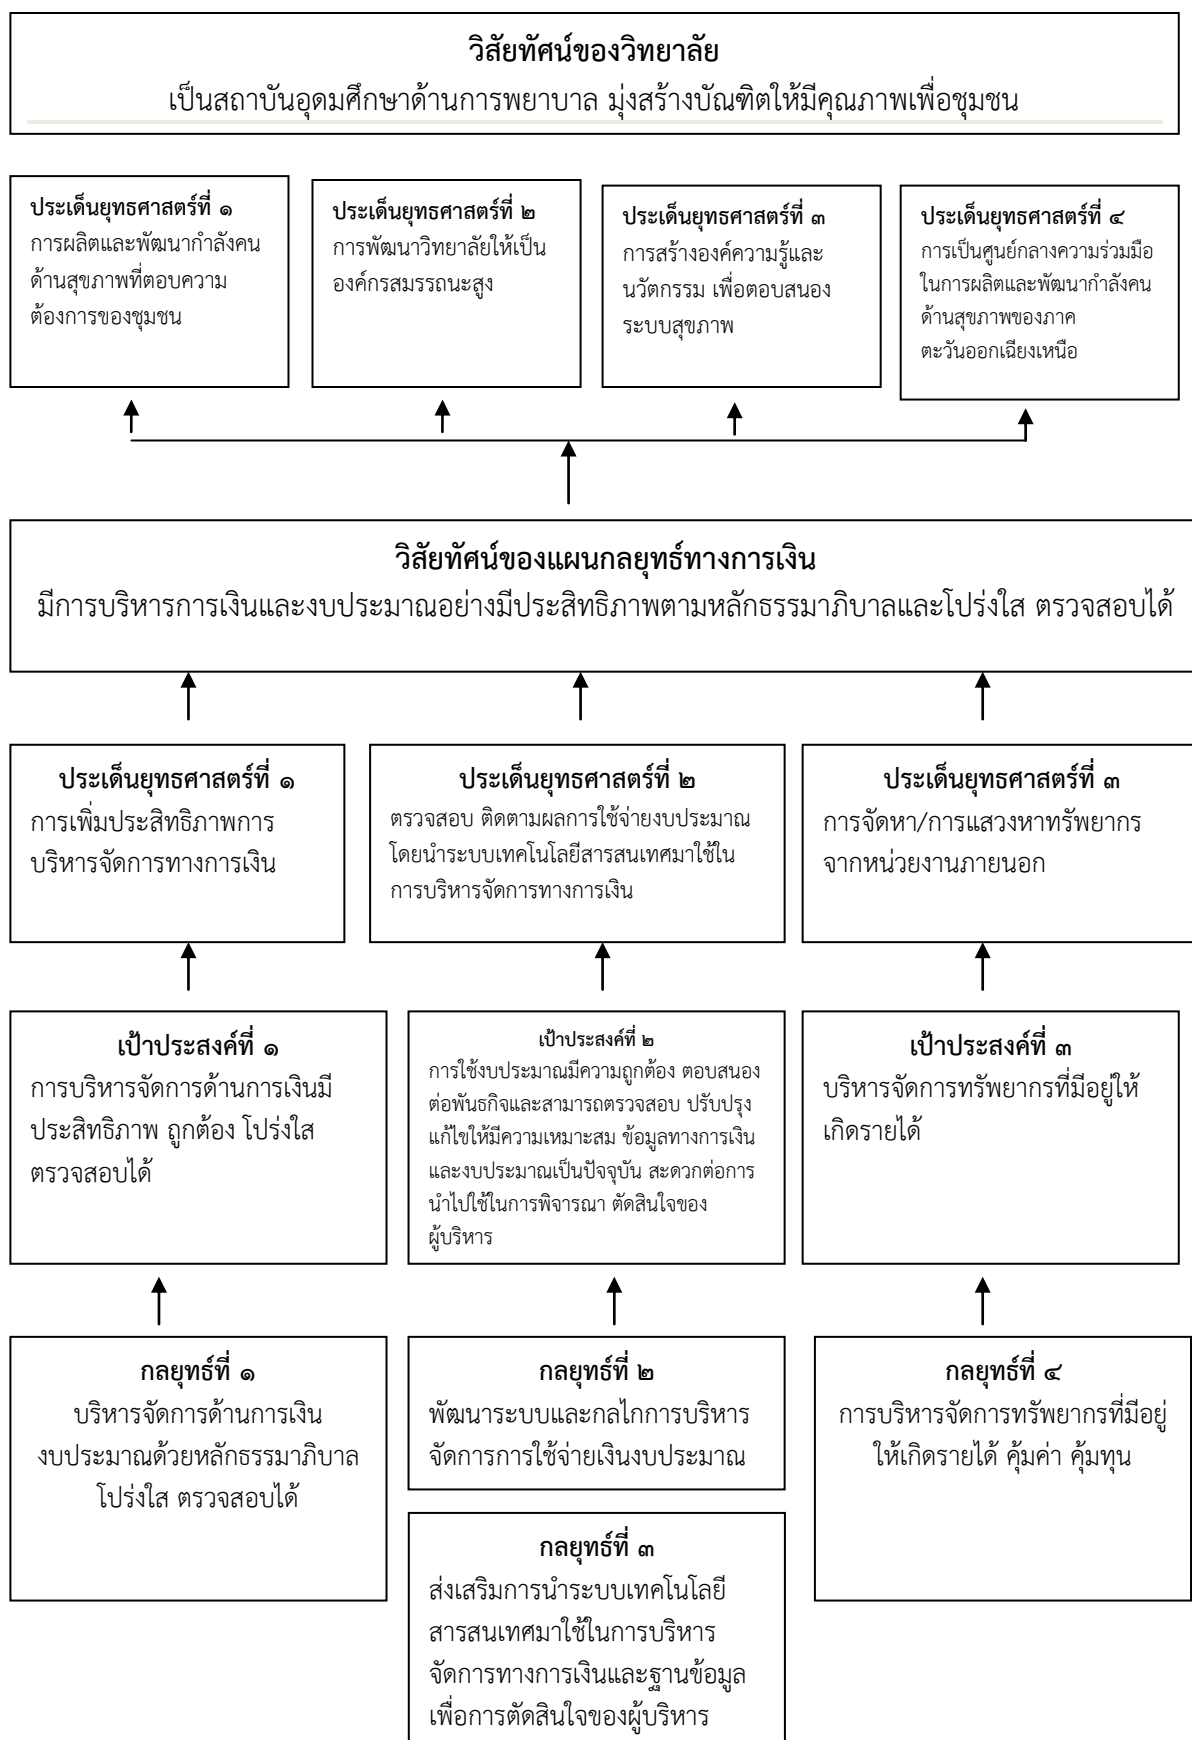 วิสัยทัศน์ของวิทยาลัย
เป็นสถาบันอุดมศึกษาด้านการพยาบาล มุ่งสร้างบัณฑิตให้มีคุณภาพเพื่อชุมชน
ประเด็นยุทธศาสตร์ที่ ๑
การผลิตและพัฒนากำลังคน
ด้านสุขภาพที่ตอบความ
ต้องการของชุมชน
ประเด็นยุทธศาสตร์ที่ ๒
การพัฒนาวิทยาลัยให้เป็น
องค์กรสมรรถนะสูง
ประเด็นยุทธศาสตร์ที่ ๓
การสร้างองค์ความรู้และ
นวัตกรรม เพื่อตอบสนอง
ระบบสุขภาพ
ประเด็นยุทธศาสตร์ที่ ๔
การเป็นศูนย์กลางความร่วมมือ
ในการผลิตและพัฒนากำลังคน
ด้านสุขภาพของภาค
ตะวันออกเฉียงเหนือ
วิสัยทัศน์ของแผนกลยุทธ์ทางการเงิน
มีการบริหารการเงินและงบประมาณอย่างมีประสิทธิภาพตามหลักธรรมาภิบาลและโปร่งใส ตรวจสอบได้
ประเด็นยุทธศาสตร์ที่ ๑
การเพิ่มประสิทธิภาพการ
บริหารจัดการทางการเงิน
ประเด็นยุทธศาสตร์ที่ ๒
ตรวจสอบ ติดตามผลการใช้จ่ายงบประมาณ
โดยนำระบบเทคโนโลยีสารสนเทศมาใช้ใน
การบริหารจัดการทางการเงิน
ประเด็นยุทธศาสตร์ที่ ๓
การจัดหา/การแสวงหาทรัพยากร
จากหน่วยงานภายนอก
เป้าประสงค์ที่ ๑
การบริหารจัดการด้านการเงินมี
ประสิทธิภาพ ถูกต้อง โปร่งใส
ตรวจสอบได้
เป้าประสงค์ที่ ๒
การใช้งบประมาณมีความถูกต้อง ตอบสนอง
ต่อพันธกิจและสามารถตรวจสอบ ปรับปรุง
แก้ไขให้มีความเหมาะสม ข้อมูลทางการเงิน
และงบประมาณเป็นปัจจุบัน สะดวกต่อการ
นำไปใช้ในการพิจารณา ตัดสินใจของ
ผู้บริหาร
เป้าประสงค์ที่ ๓
บริหารจัดการทรัพยากรที่มีอยู่ให้
เกิดรายได้
กลยุทธ์ที่ ๑
บริหารจัดการด้านการเงิน
งบประมาณด้วยหลักธรรมาภิบาล
โปร่งใส ตรวจสอบได้
กลยุทธ์ที่ ๒
พัฒนาระบบและกลไกการบริหาร
จัดการการใช้จ่ายเงินงบประมาณ
กลยุทธ์ที่ ๓
ส่งเสริมการนำระบบเทคโนโลยี
สารสนเทศมาใช้ในการบริหาร
จัดการทางการเงินและฐานข้อมูล
เพื่อการตัดสินใจของผู้บริหาร
กลยุทธ์ที่ ๔
การบริหารจัดการทรัพยากรที่มีอยู่
ให้เกิดรายได้ คุ้มค่า คุ้มทุน